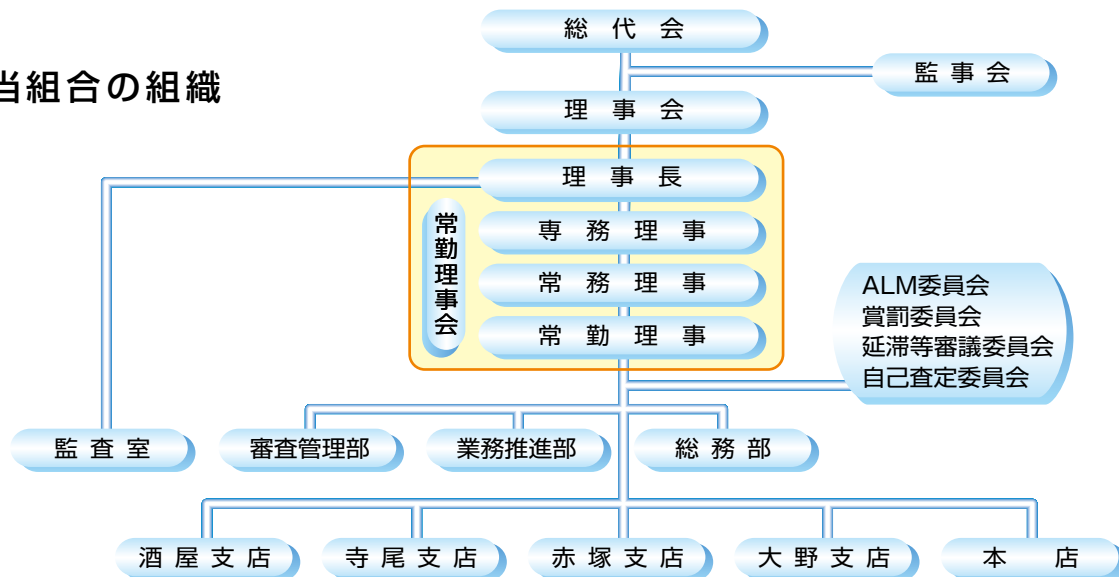 総代会
監事会
当組合の組織
理事会
理事長
常勤理事会
専務理事
常務理事
常勤理事
ALM委員会
賞罰委員会
延滞等審議委員会
自己査定委員会
監査室
審査管理部
業務推進部
総務部
酒屋支店
寺尾支店
赤塚支店
大野支店
本店